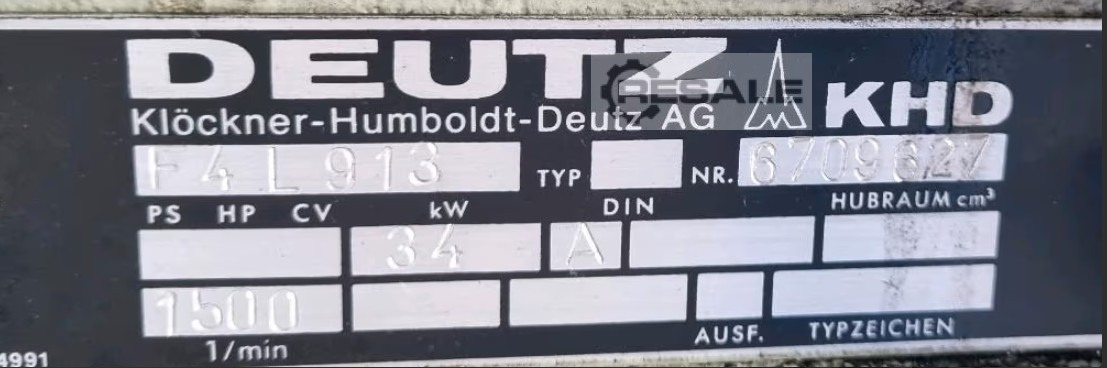 DEUTZ
RESALE
Klöckner-Humboldt-Deutz AG KHD
F4L913 TYP NR. 6709627
PS HP CV kW DIN HUBRAUM cm³
34 A
1500
1/min AUSF. TYPZEICHEN
4991